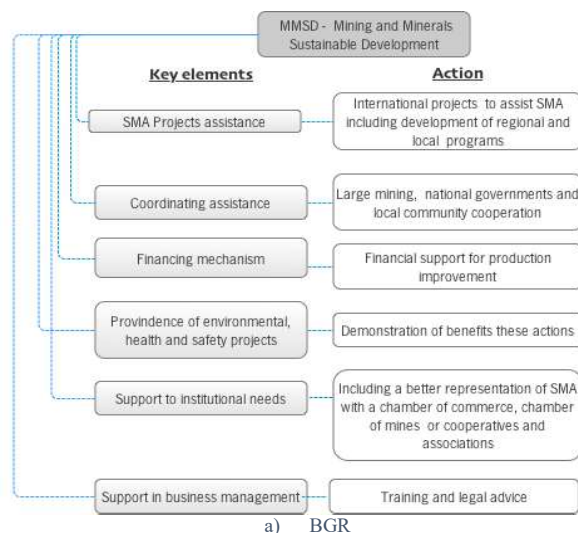 MMSD - Mining and Minerals
Sustainable Development
Key elements
Action
SMA Projects assistance
International projects to assist SMA
including development of regional and
local programs
Coordinating assistance
Large mining, national governments and
local community cooperation
Financing mechanism
Financial support for production
improvement
Provindence of environmental,
health and safety projects
Demonstration of benefits these actions
Support to institutional needs
Including a better representation of SMA
with a chamber of commerce, chamber
of mines or cooperatives and
associations
Support in business management
Training and legal advice
a) BGR